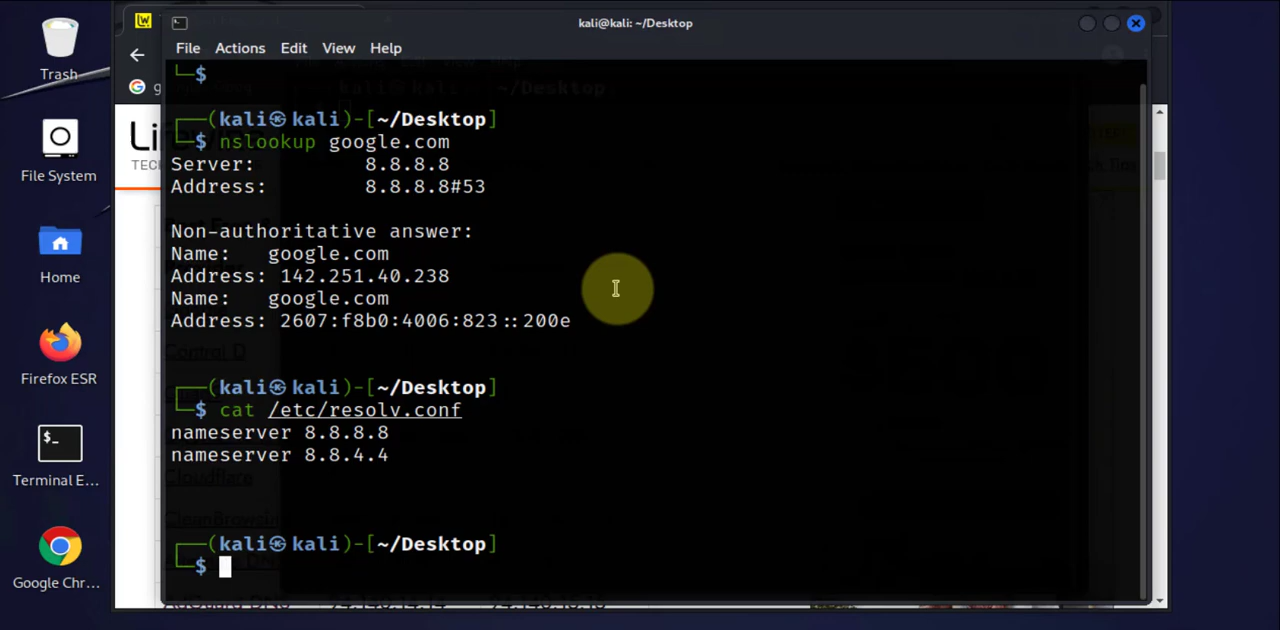 Trash
File System
Home
Firefox ESR
Terminal E...
Google Chr...
kali@kali: ~/Desktop
File Actions Edit View Help
└─$
┌──(kali㉿kali)-[~/Desktop]
└─$ nslookup google.com
Server:         8.8.8.8
Address:        8.8.8.8#53
Non-authoritative answer:
Name:   google.com
Address: 142.251.40.238
Name:   google.com
Address: 2607:f8b0:4006:823::200e
┌──(kali㉿kali)-[~/Desktop]
└─$ cat /etc/resolv.conf
nameserver 8.8.8.8
nameserver 8.8.4.4
┌──(kali㉿kali)-[~/Desktop]
└─$
Control D
Cloudflare